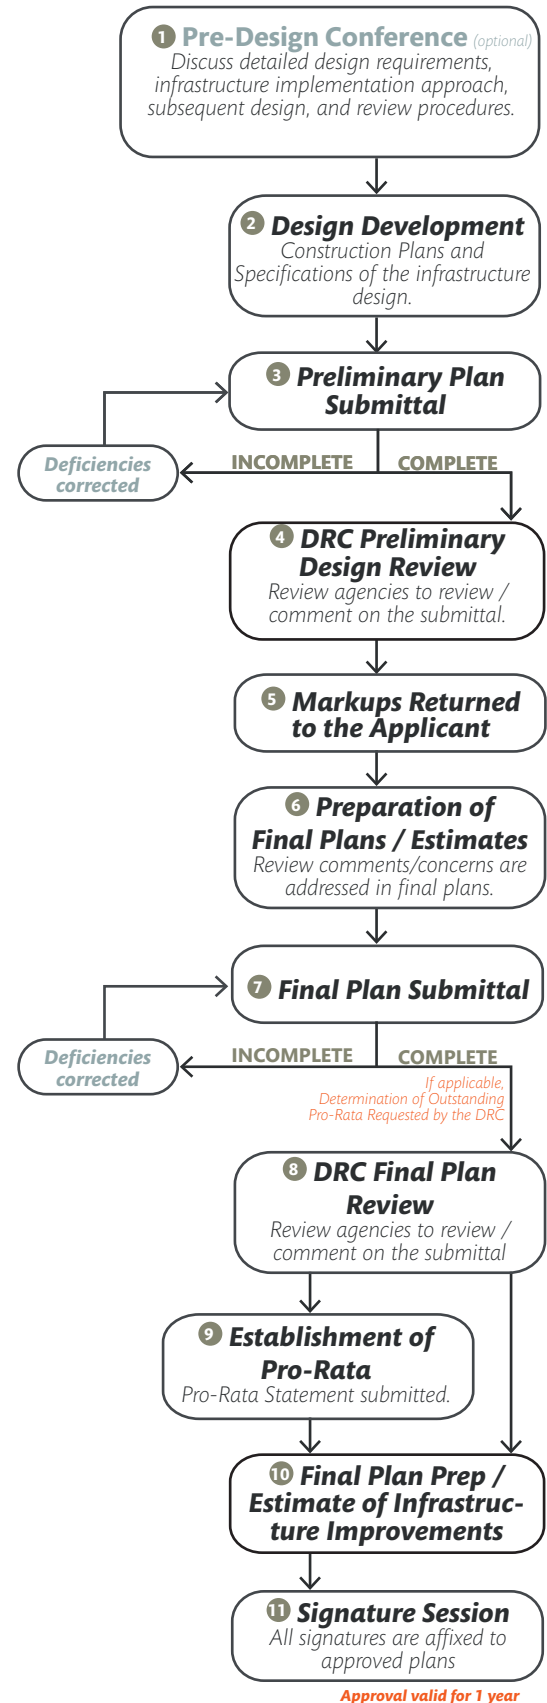 1 Pre-Design Conference (optional)
Discuss detailed design requirements,
infrastructure implementation approach,
subsequent design, and review procedures.
2 Design Development
Construction Plans and
Specifications of the infrastructure
design.
3 Preliminary Plan
Submittal
Deficiencies
corrected
INCOMPLETE
COMPLETE
4 DRC Preliminary
Design Review
Review agencies to review /
comment on the submittal.
5 Markups Returned
to the Applicant
6 Preparation of
Final Plans / Estimates
Review comments/concerns are
addressed in final plans.
7 Final Plan Submittal
Deficiencies
corrected
INCOMPLETE
COMPLETE
If applicable,
Determination of Outstanding
Pro-Rata Requested by the DRC
8 DRC Final Plan
Review
Review agencies to review /
comment on the submittal
9 Establishment of
Pro-Rata
Pro-Rata Statement submitted.
10 Final Plan Prep /
Estimate of Infrastruc-
ture Improvements
11 Signature Session
All signatures are affixed to
approved plans
Approval valid for 1 year